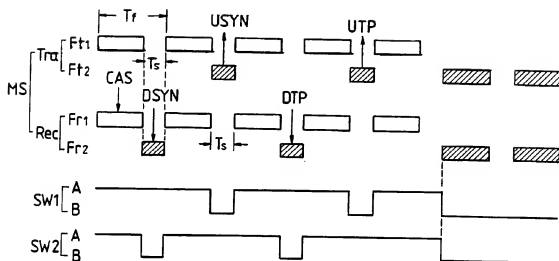 Tf
USYN
UTP
Ft1
Tra
Ft2
Ts
MS
CAS
DSYN
DTP
Fr1
Rec
Fr2
Ts
SW1
A
B
SW2
A
B